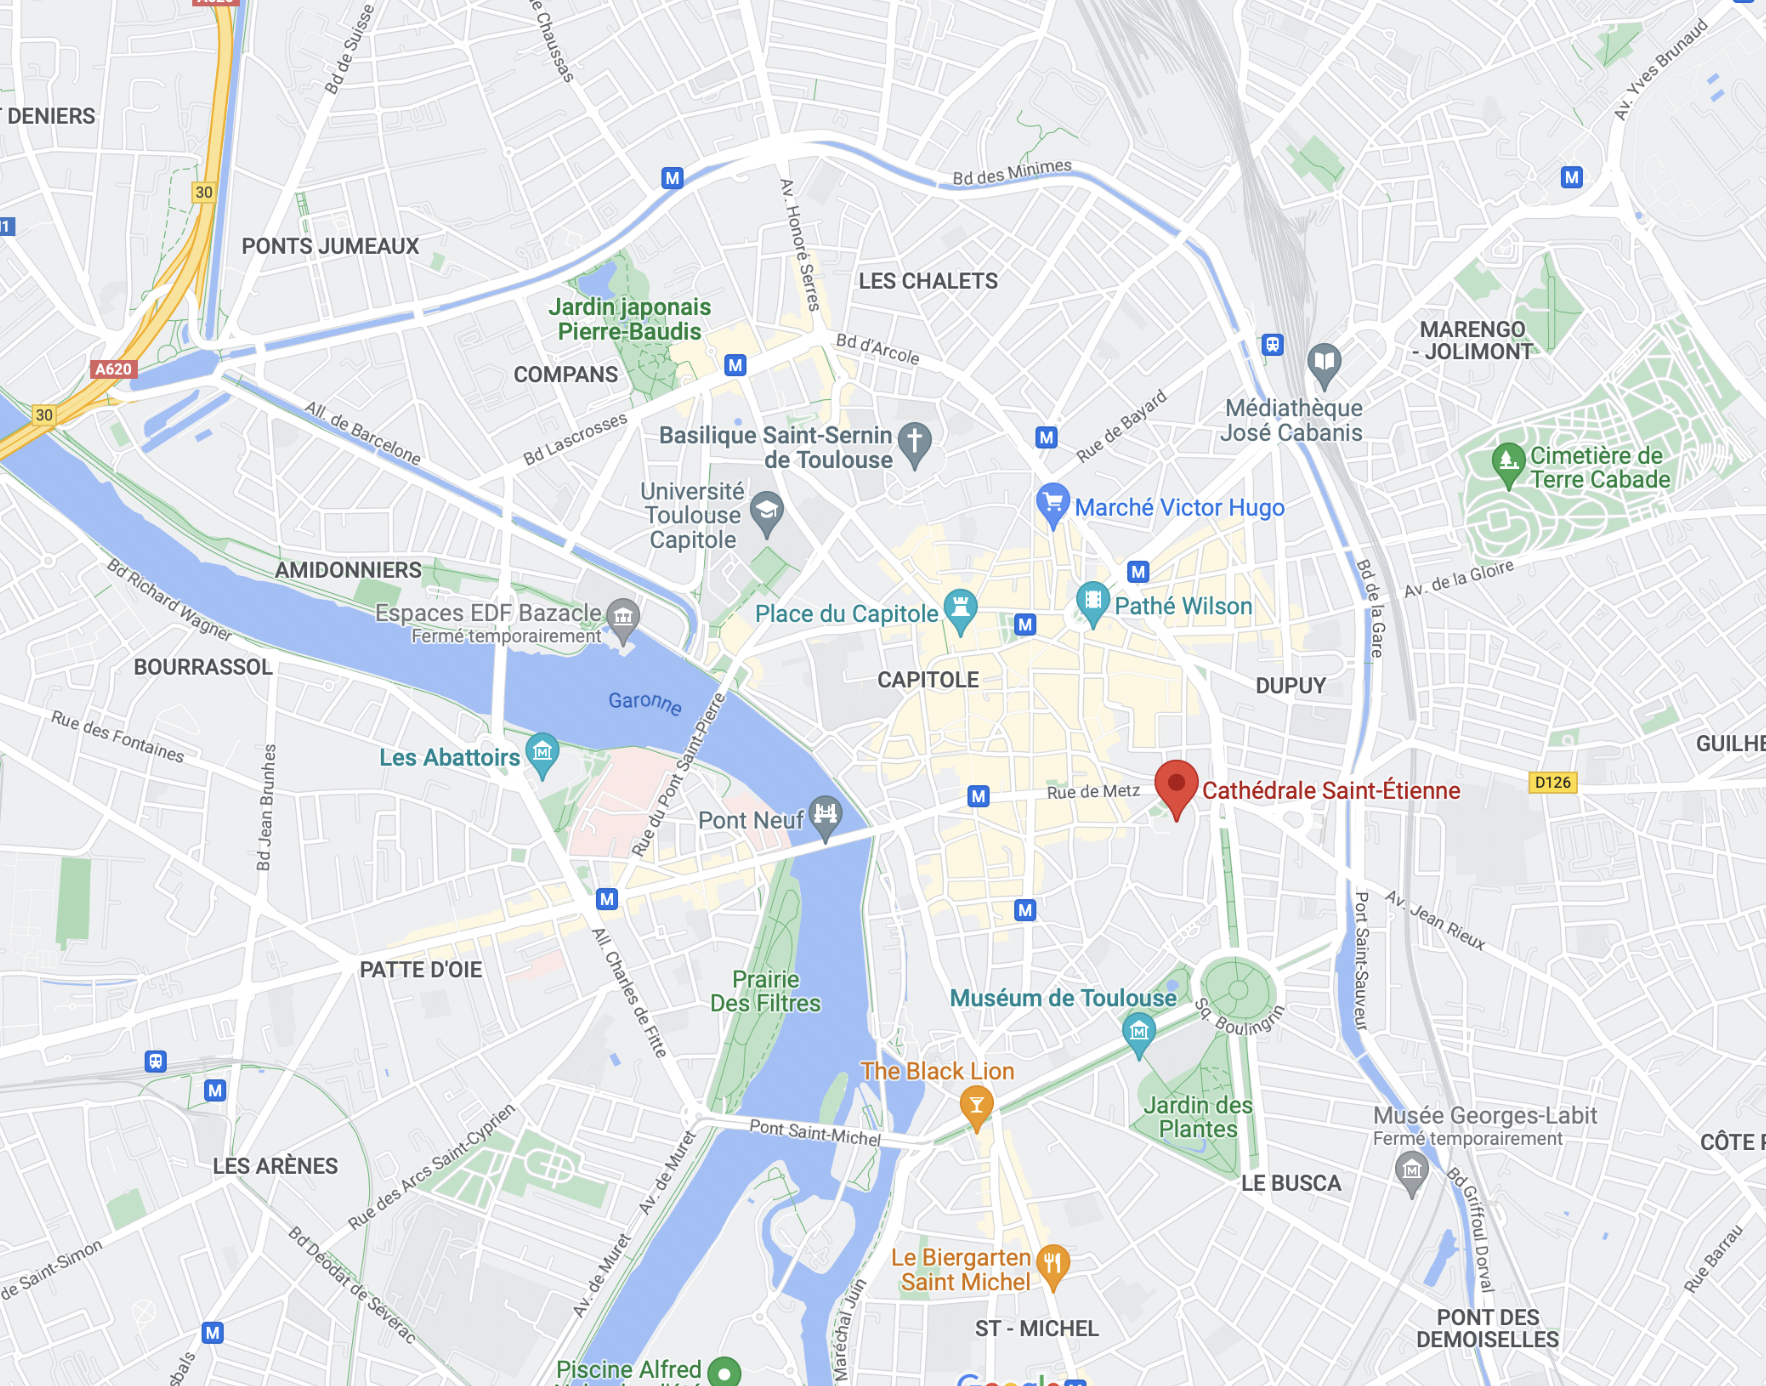 A620
Bd de Suisse
de Chaussas
Av. Yves Brunaud
T DENIERS
30
M
Bd des Minimes
M
Av. Honoré Serres
PONTS JUMEAUX
LES CHALETS
Jardin japonais
Pierre-Baudis
MARENGO
- JOLIMONT
Bd d'Arcole
A620
M
COMPANS
30
All. de Barcelone
Bd Lascrosses
Rue de Bayard
Médiathèque
José Cabanis
Basilique Saint-Sernin
de Toulouse
M
Cimetière de
Terre Cabade
Université
Toulouse
Capitole
Marché Victor Hugo
AMIDONNIERS
Bd Richard Wagner
M
Bd de la Gare
Av. de la Gloire
Espaces EDF Bazacle
Fermé temporairement
Place du Capitole
M
Pathé Wilson
BOURRASSOL
CAPITOLE
DUPUY
Garonne
Rue des Fontaines
Rue du Pont Saint-Pierre
Les Abattoirs
GUILHE
D126
Bd Jean Brunhes
M
Rue de Metz
Cathédrale Saint-Étienne
Pont Neuf
M
M
Av. Jean Rieux
Port Saint-Sauveur
All. Charles de Fitte
PATTE D'OIE
Prairie
Des Filtres
Muséum de Toulouse
Sq. Boulingrin
M
The Black Lion
Jardin des
Plantes
Musée Georges-Labit
Fermé temporairement
Pont Saint-Michel
CÔTE P
Rue des Arcs Saint-Cyprien
Av. de Muret
LES ARÈNES
LE BUSCA
Bd Griffoul Dorval
Bd Déodat de Séverac
de Saint-Simon
Av. de Muret
Le Biergarten
Saint Michel
Rue Barrau
Maréchal Juin
M
ST - MICHEL
PONT DES
DEMOISELLES
sbals
Piscine Alfred
Google